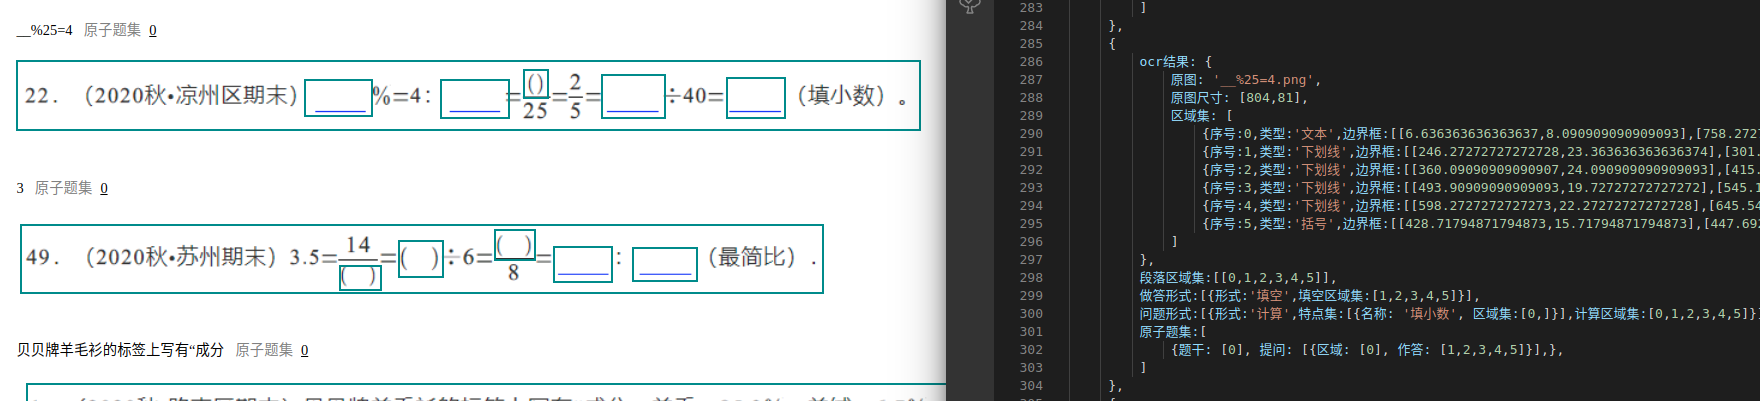 __%25=4 原子题集 0
22. （2020秋•凉州区期末）____%=4：____=()/25=2/5=____÷40=____（填小数）。
3 原子题集 0
49. （2020秋•苏州期末）3.5=14/( )=( )÷6=( )/8=____：____（最简比）.
贝贝牌羊毛衫的标签上写有“成分 原子题集 0
283 ]
284 },
285 {
286 ocr结果: {
287 原图: '__%25=4.png',
288 原图尺寸: [804,81],
289 区域集: [
290 {序号:0,类型:'文本',边界框:[[6.636363636363637,8.090909090909093],[758.272
291 {序号:1,类型:'下划线',边界框:[[246.27272727272728,23.363636363636374],[301.
292 {序号:2,类型:'下划线',边界框:[[360.09090909090907,24.090909090909093],[415.
293 {序号:3,类型:'下划线',边界框:[[493.90909090909093,19.72727272727272],[545.1
294 {序号:4,类型:'下划线',边界框:[[598.2727272727273,22.27272727272728],[645.54
295 {序号:5,类型:'括号',边界框:[[428.71794871794873,15.71794871794873],[447.692
296 ]
297 },
298 段落区域集:[[0,1,2,3,4,5]],
299 做答形式:[{形式:'填空',填空区域集:[1,2,3,4,5]}],
300 问题形式:[{形式:'计算',特点集:[{名称: '填小数', 区域集:[0,]}],计算区域集:[0,1,2,3,4,5]}
301 原子题集:[
302 {题干: [0], 提问: [{区域: [0], 作答: [1,2,3,4,5]}],},
303 ]
304 },